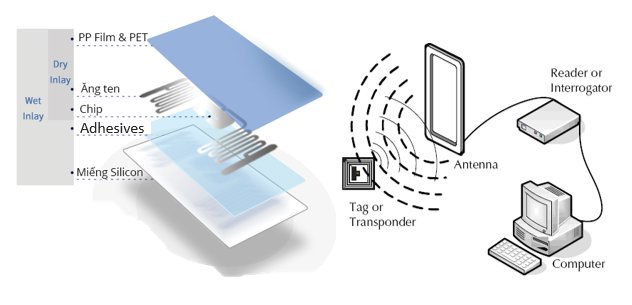 PP Film & PET
Dry
Inlay
Ăng ten
Wet
Inlay
Chip
Adhesives
Miếng Silicon
Reader or
Interrogator
Antenna
Tag or
Transponder
Computer